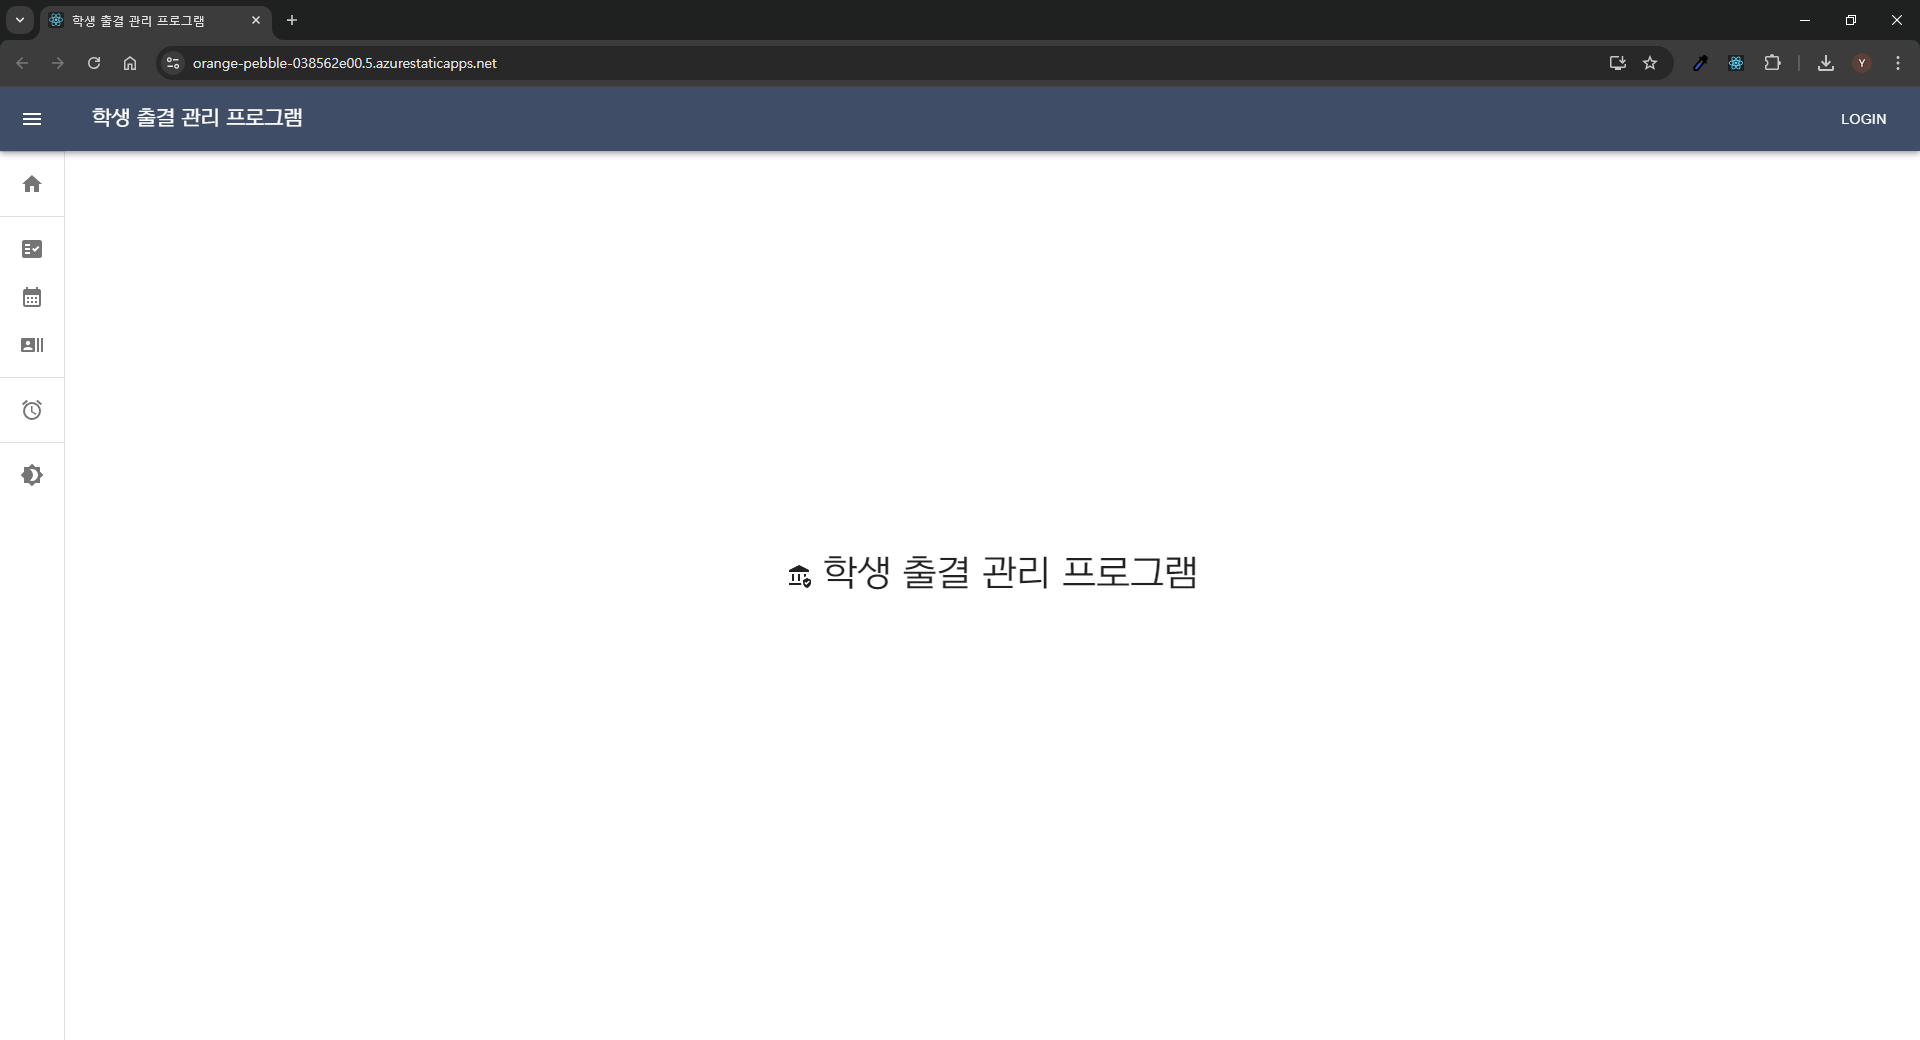 학생 출결 관리 프로그램
orange-pebble-038562e00.5.azurestaticapps.net
Y
학생 출결 관리 프로그램
LOGIN
학생 출결 관리 프로그램